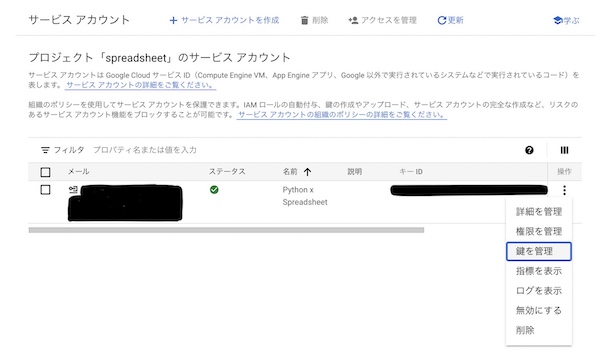 サービス アカウント
サービス アカウントを作成
削除
アクセスを管理
更新
学ぶ
プロジェクト「spreadsheet」のサービス アカウント
サービス アカウントは Google Cloud サービス ID（Compute Engine VM、App Engine アプリ、Google 以外で実行されているシステムなどで実行されているコード）を
表します。サービス アカウントの詳細をご覧ください。
組織のポリシーを使用してサービス アカウントを保護できます。IAM ロールの自動付与、鍵の作成やアップロード、サービス アカウントの完全な作成など、リスクの
あるサービス アカウント機能をブロックすることが可能です。サービス アカウントの組織のポリシーの詳細をご覧ください。
フィルタ プロパティ名または値を入力
メール ステータス 名前 説明 キー ID 操作
Python x
Spreadsheet
詳細を管理
権限を管理
鍵を管理
指標を表示
ログを表示
無効にする
削除